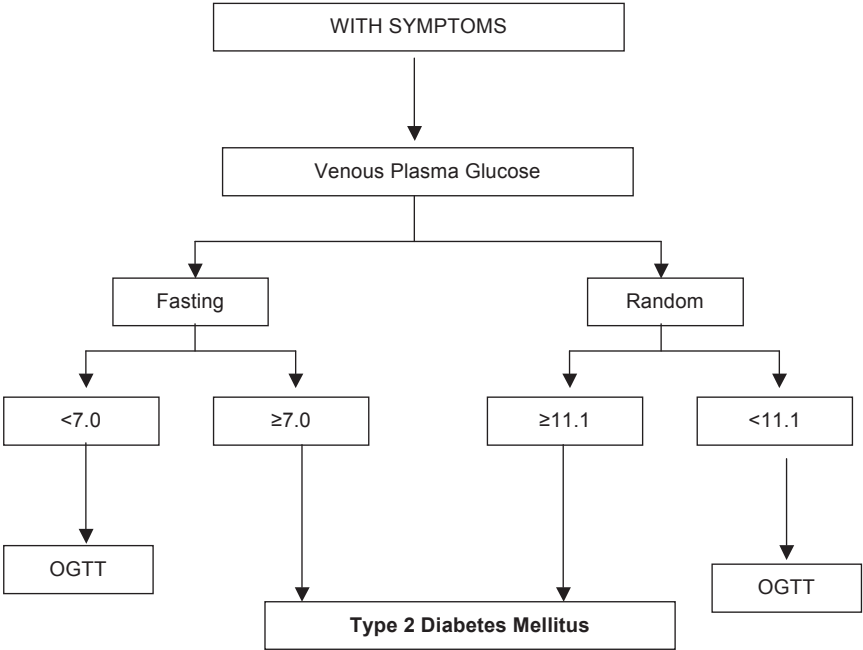 WITH SYMPTOMS
Venous Plasma Glucose
Fasting
Random
<7.0
≥7.0
≥11.1
<11.1
OGTT
OGTT
Type 2 Diabetes Mellitus